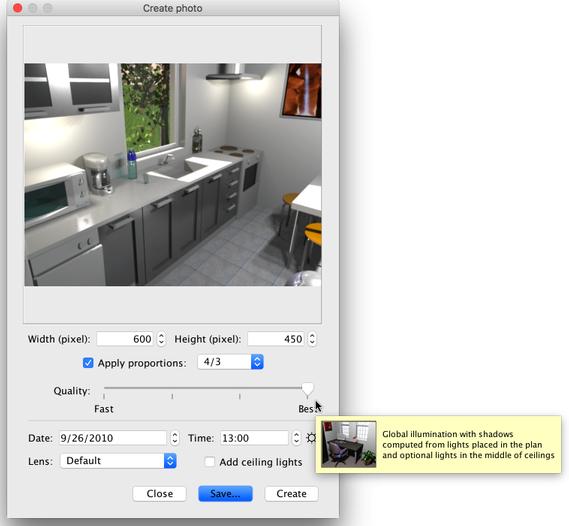 Create photo
Width (pixel): 600 Height (pixel): 450
Apply proportions: 4/3
Quality:
Fast Best
Date: 9/26/2010 Time: 13:00
Lens: Default Add ceiling lights
Close Save... Create
Global illumination with shadows
computed from lights placed in the plan
and optional lights in the middle of ceilings